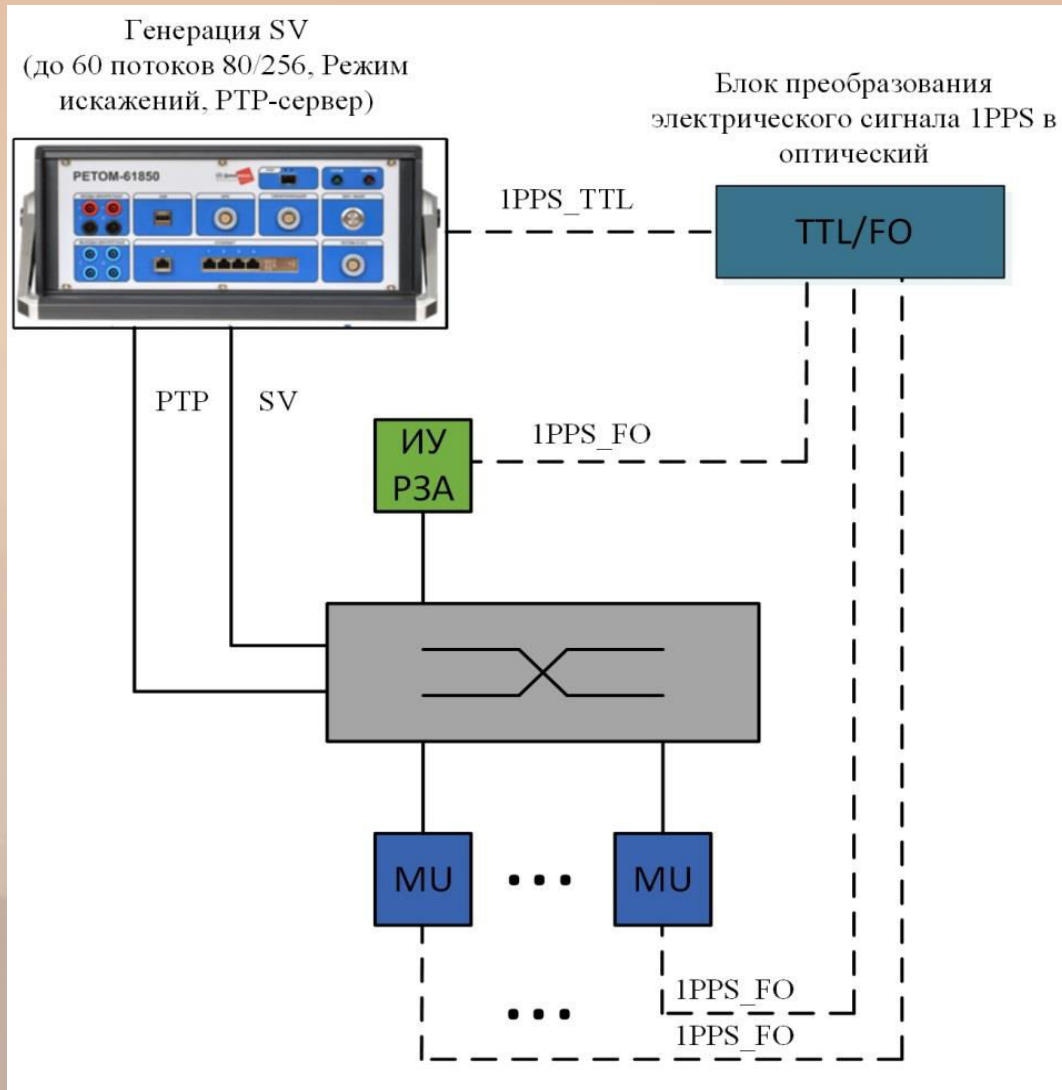 Генерация SV
(до 60 потоков 80/256, Режим
искажений, PTP-сервер)
Блок преобразования
электрического сигнала 1PPS в
оптический
РЕТОМ-61850
1PPS_TTL
TTL/FO
PTP
SV
ИУ
РЗА
1PPS_FO
MU
MU
1PPS_FO
1PPS_FO